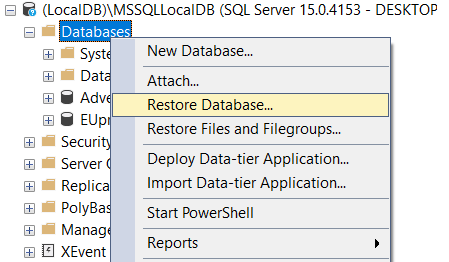 (LocalDB)\MSSQLLocalDB (SQL Server 15.0.4153 - DESKTOP
Databases
Syste
Data
Adve
EUpr
Security
Server O
Replica
PolyBas
Manage
XEvent
New Database...
Attach...
Restore Database...
Restore Files and Filegroups...
Deploy Data-tier Application...
Import Data-tier Application...
Start PowerShell
Reports